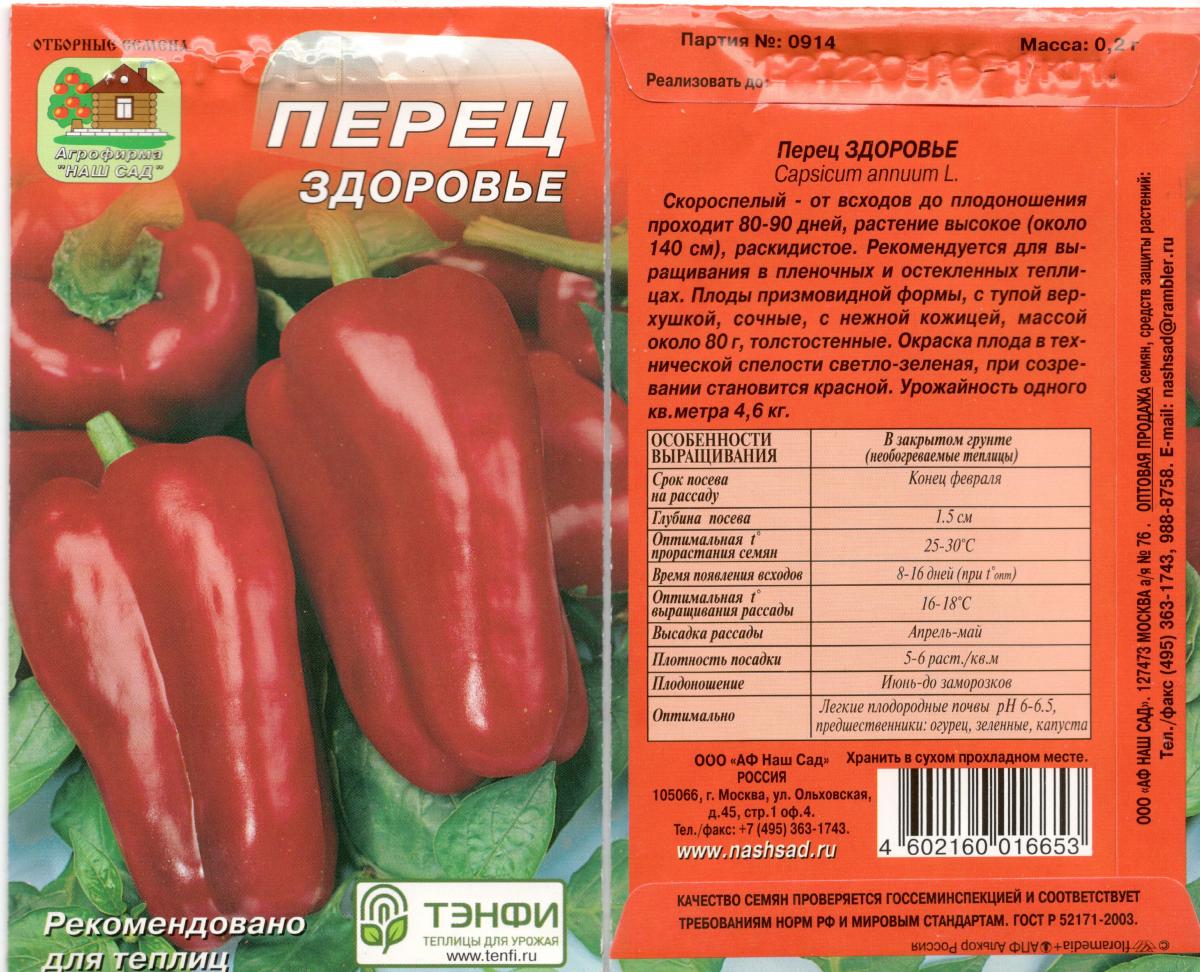 ОТБОРНЫЕ СЕМЕНА
Агрофирма
"НАШ САД"
ПЕРЕЦ
ЗДОРОВЬЕ
Рекомендовано
для теплиц
ТЭНФИ
ТЕПЛИЦЫ ДЛЯ УРОЖАЯ
www.tenfi.ru
Партия №: 0914
Масса: 0,2 г
Реализовать до:
Перец ЗДОРОВЬЕ
Capsicum annuum L.
Скороспелый - от всходов до плодоношения
проходит 80-90 дней, растение высокое (около
140 см), раскидистое. Рекомендуется для вы-
ращивания в пленочных и остекленных тепли-
цах. Плоды призмовидной формы, с тупой вер-
хушкой, сочные, с нежной кожицей, массой
около 80 г, толстостенные. Окраска плода в тех-
нической спелости светло-зеленая, при созре-
вании становится красной. Урожайность одного
кв.метра 4,6 кг.
ОСОБЕННОСТИ
ВЫРАЩИВАНИЯ
В закрытом грунте
(необогреваемые теплицы)
Срок посева
на рассаду
Конец февраля
Глубина посева
1.5 см
Оптимальная t°
прорастания семян
25-30°С
Время появления всходов
8-16 дней (при t°опт)
Оптимальная t°
выращивания рассады
16-18°С
Высадка рассады
Апрель-май
Плотность посадки
5-6 раст./кв.м
Плодоношение
Июнь-до заморозков
Оптимально
Легкие плодородные почвы pH 6-6.5,
предшественники: огурец, зеленные, капуста
ООО «АФ Наш Сад»
РОССИЯ
105066, г. Москва, ул. Ольховская,
д.45, стр.1 оф.4.
Тел./факс: +7 (495) 363-1743.
www.nashsad.ru
Хранить в сухом прохладном месте.
4 602160 016653
ООО «АФ НАШ САД». 127473 МОСКВА а/я № 76 . ОПТОВАЯ ПРОДАЖА семян, средств защиты растений:
Тел./факс (495) 363-1743, 988-8758. E-mail: nashsad@rambler.ru
КАЧЕСТВО СЕМЯН ПРОВЕРЯЕТСЯ ГОССЕМИНСПЕКЦИЕЙ И СООТВЕТСТВУЕТ
ТРЕБОВАНИЯМ НОРМ РФ И МИРОВЫМ СТАНДАРТАМ. ГОСТ Р 52171-2003.
© floramedia+АПФ Алькор Россия